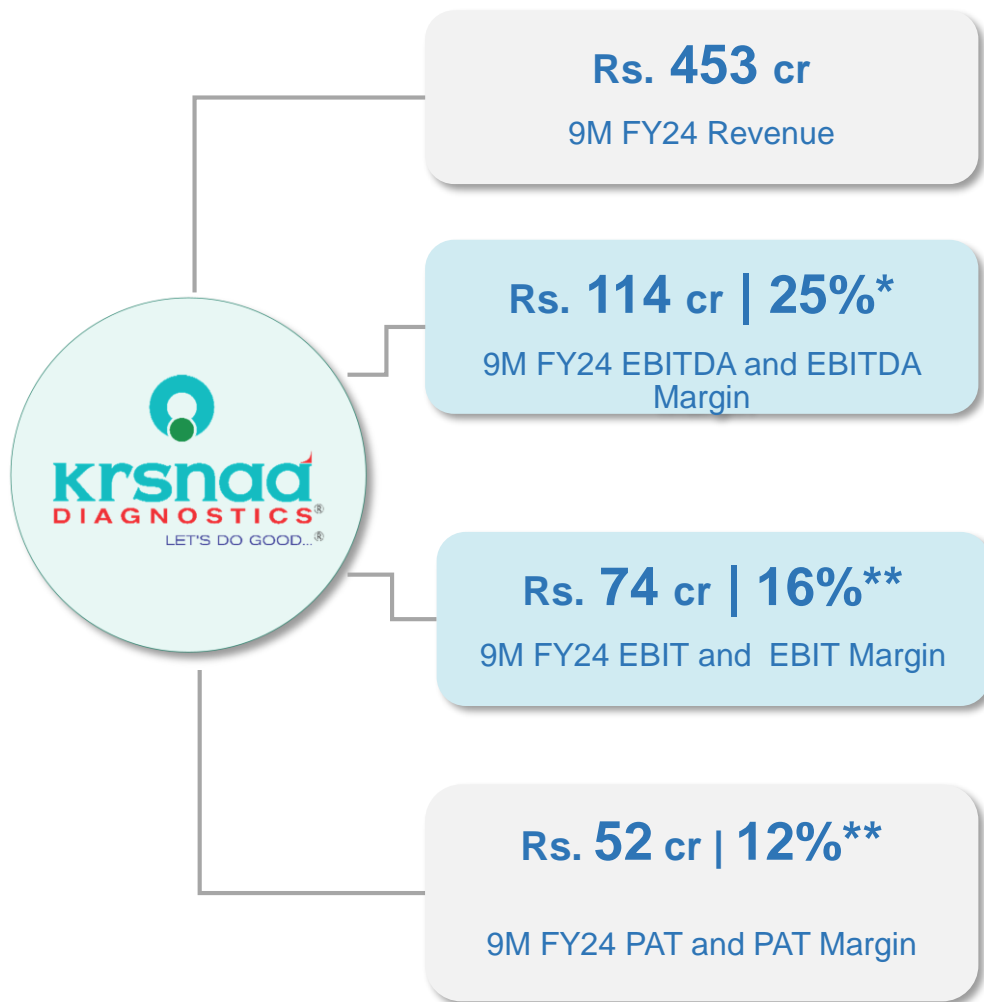 Rs. 453 cr
9M FY24 Revenue
Rs. 114 cr | 25%*
9M FY24 EBITDA and EBITDA
Margin
krsnaa
DIAGNOSTICS®
LET'S DO GOOD...®
Rs. 74 cr | 16%**
9M FY24 EBIT and EBIT Margin
Rs. 52 cr | 12%**
9M FY24 PAT and PAT Margin